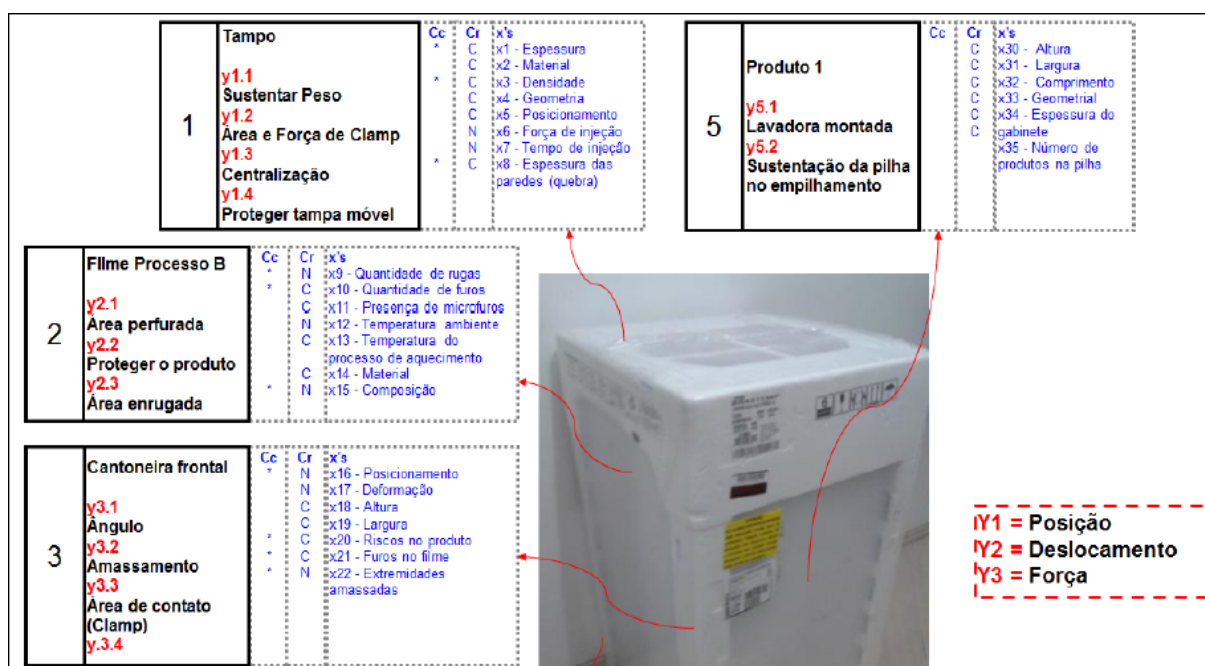 1
Tampo
y1.1
Sustentar Peso
y1.2
Área e Força de Clamp
y1.3
Centralização
y1.4
Proteger tampa móvel
Cc Cr x's
* C x1 - Espessura
C x2 - Material
* C x3 - Densidade
C x4 - Geometria
C x5 - Posicionamento
N x6 - Força de injeção
N x7 - Tempo de injeção
* C x8 - Espessura das
paredes (quebra)
5
Produto 1
y5.1
Lavadora montada
y5.2
Sustentação da pilha
no empilhamento
Cc Cr x's
C x30 - Altura
C x31 - Largura
C x32 - Comprimento
C x33 - Geometrial
C x34 - Espessura do
C gabinete
x35 - Número de
produtos na pilha
2
Filme Processo B
y2.1
Área perfurada
y2.2
Proteger o produto
y2.3
Área enrugada
Cc Cr x's
* N x9 - Quantidade de rugas
* C x10 - Quantidade de furos
C x11 - Presença de microfuros
N x12 - Temperatura ambiente
C x13 - Temperatura do
processo de aquecimento
C x14 - Material
* N x15 - Composição
3
Cantoneira frontal
y3.1
Ângulo
y3.2
Amassamento
y3.3
Área de contato
(Clamp)
y.3.4
Cc Cr x's
* N x16 - Posicionamento
N x17 - Deformação
C x18 - Altura
C x19 - Largura
* C x20 - Riscos no produto
* C x21 - Furos no filme
* N x22 - Extremidades
amassadas
Y1 = Posição
Y2 = Deslocamento
Y3 = Força